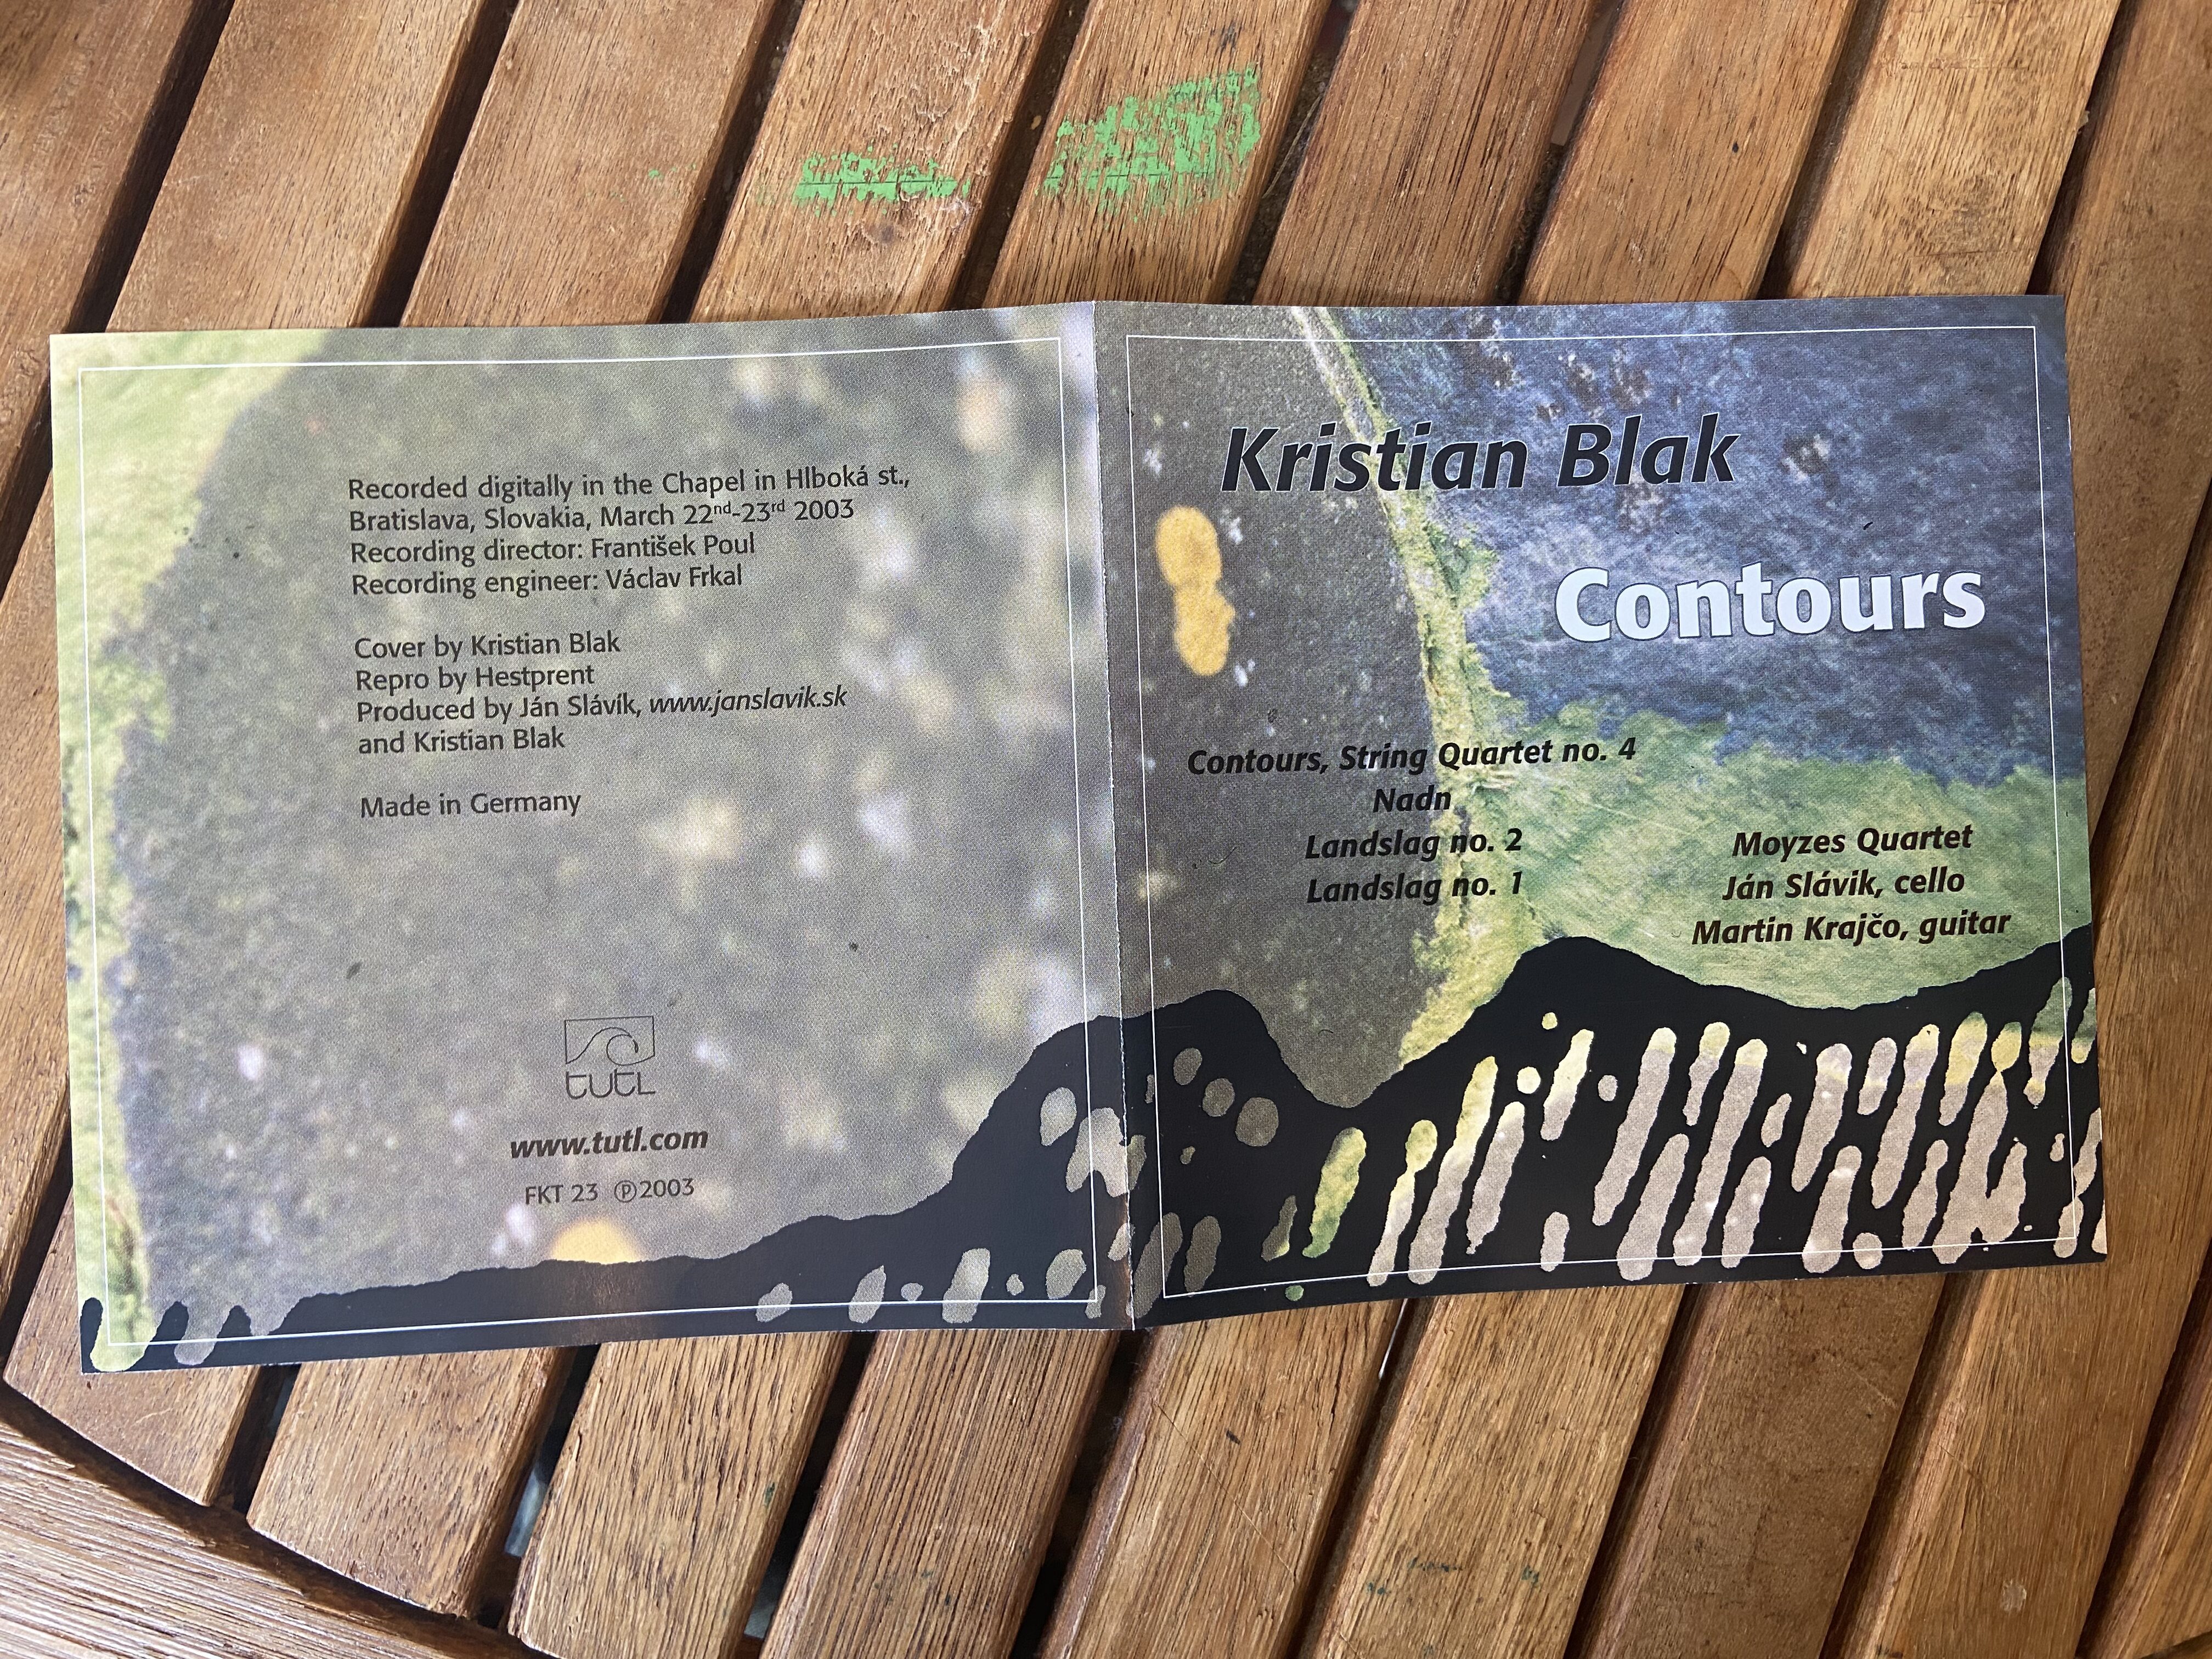 Recorded digitally in the Chapel in Hlboká st.,
Bratislava, Slovakia, March 22nd-23rd 2003
Recording director: František Poul
Recording engineer: Václav Frkal
Cover by Kristian Blak
Repro by Hestprent
Produced by Ján Slávík, www.janslavik.sk
and Kristian Blak
Made in Germany
tutl
www.tutl.com
FKT 23 ℗2003
Kristian Blak
Contours
Contours, String Quartet no. 4
Nadn
Landslag no. 2
Landslag no. 1
Moyzes Quartet
Ján Slávik, cello
Martin Krajčo, guitar